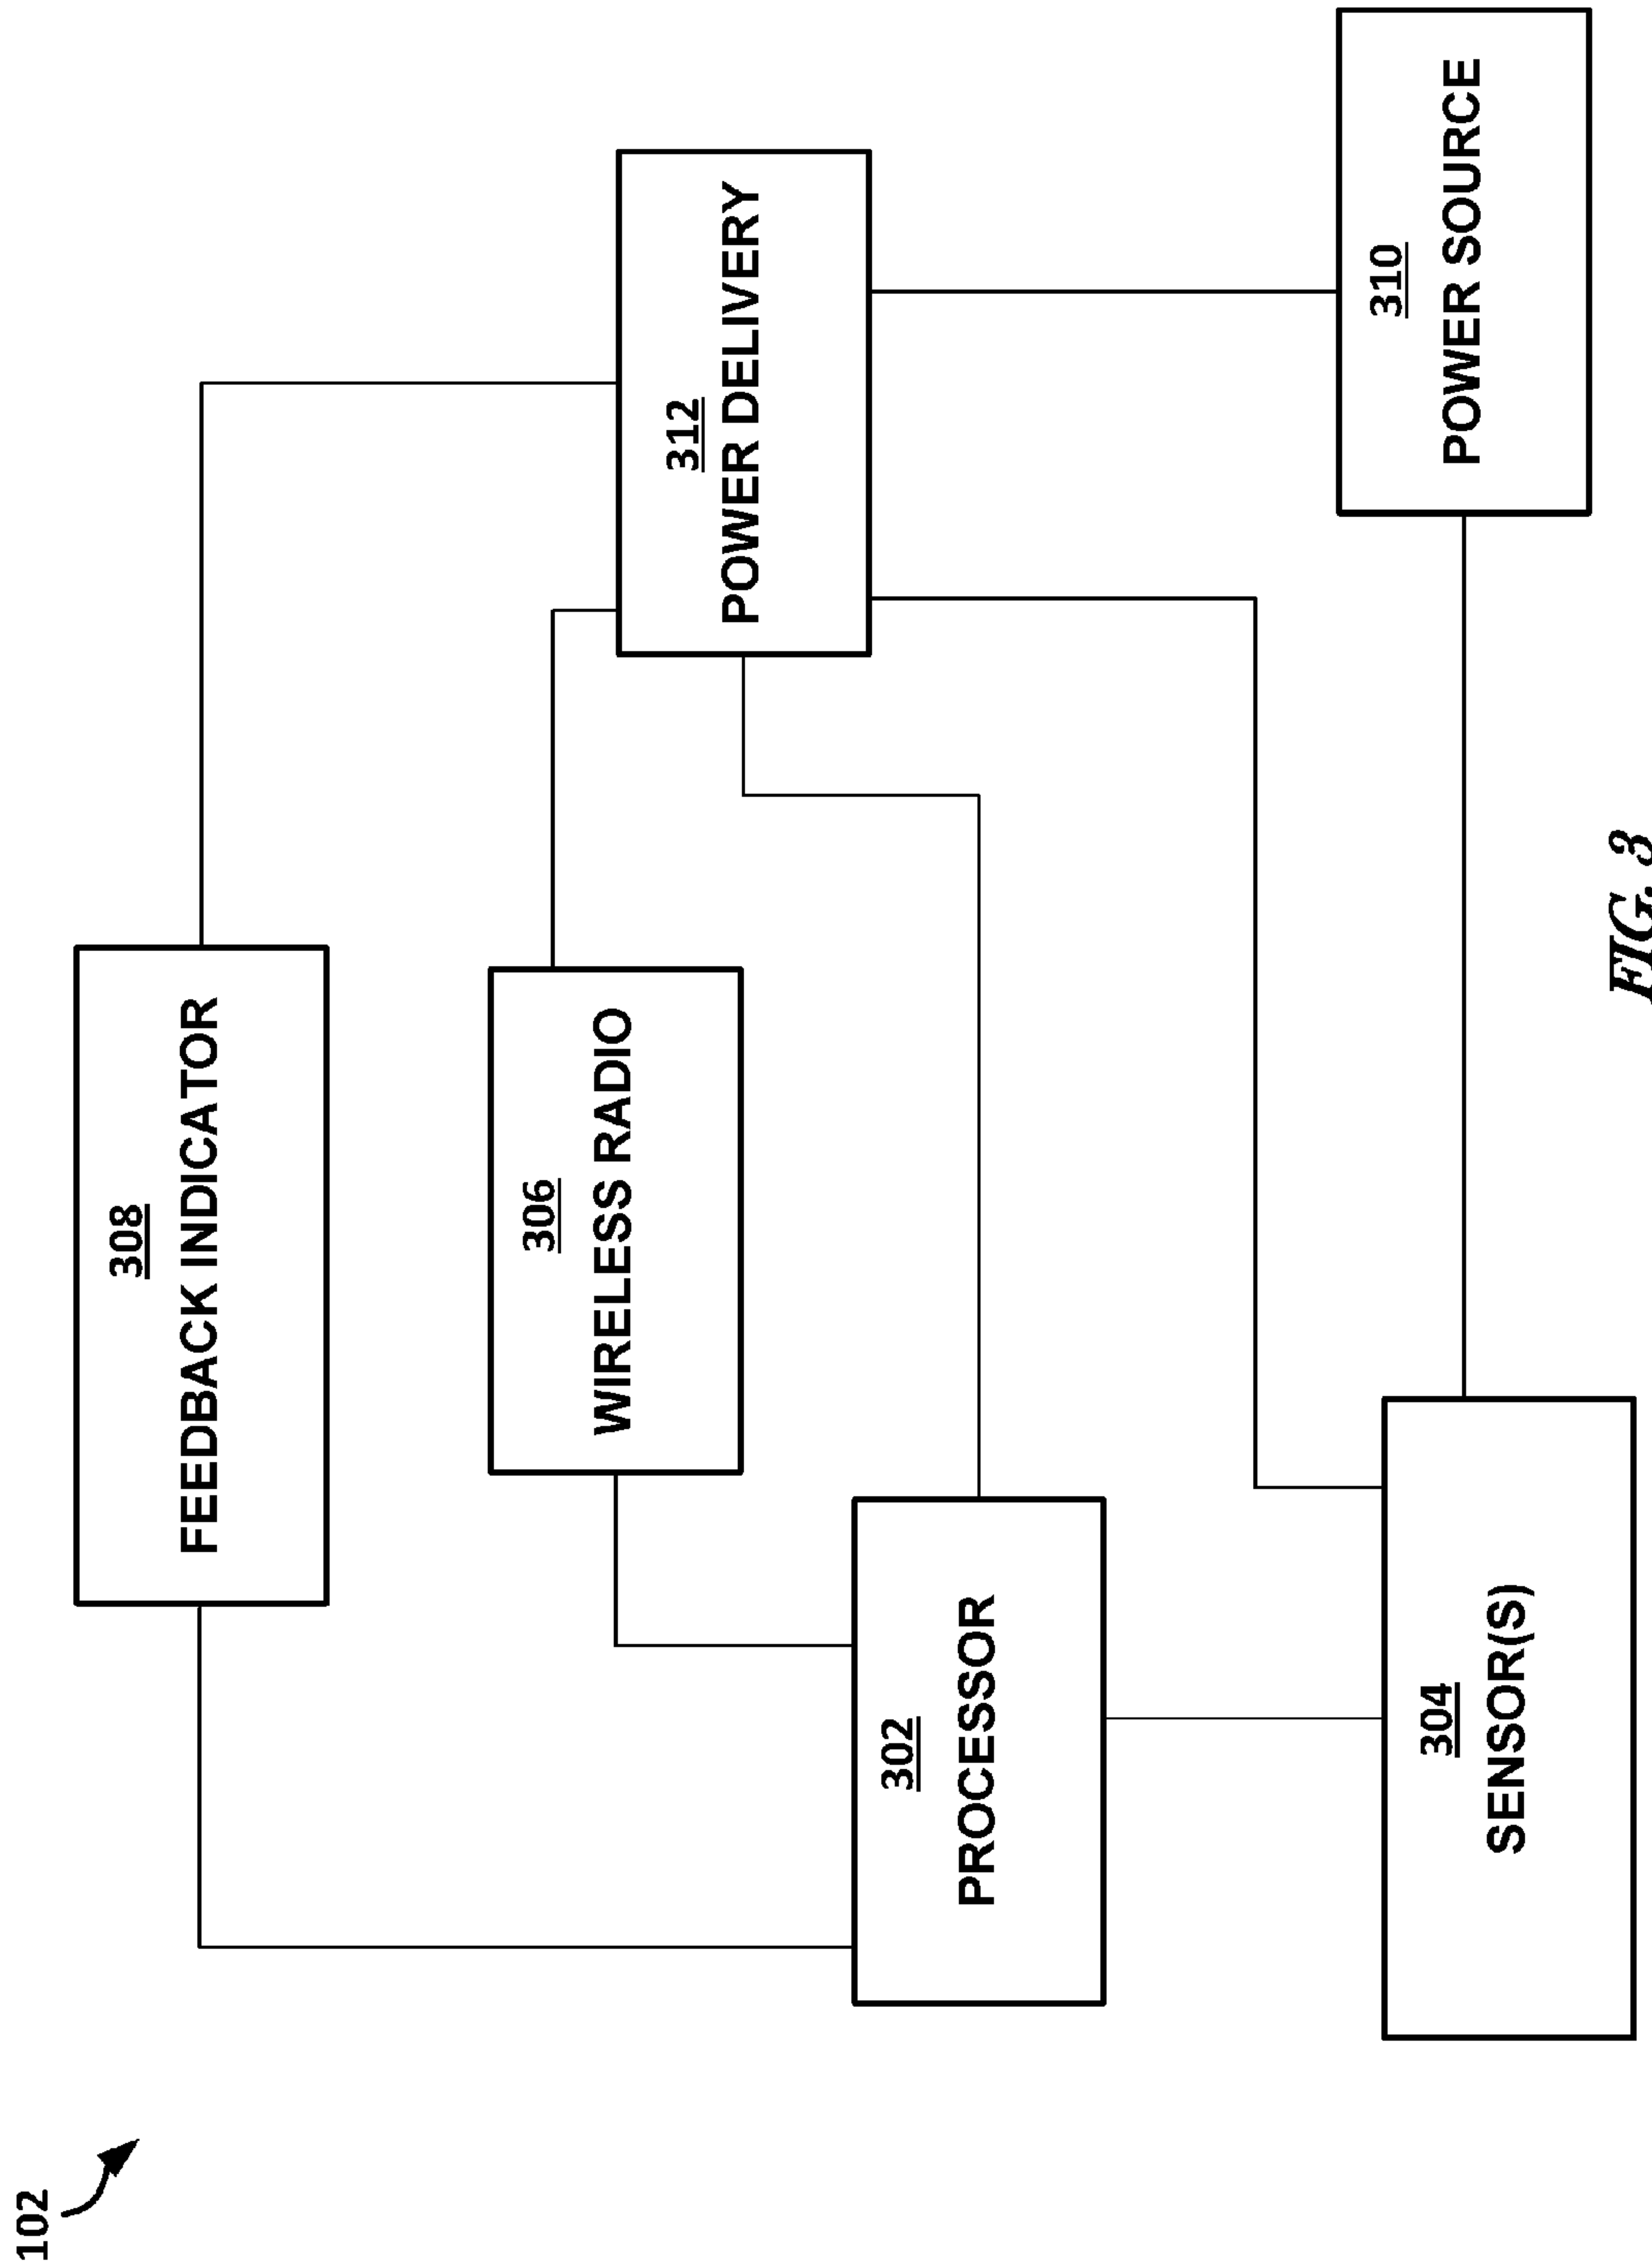 102
308
FEEDBACK INDICATOR
306
WIRELESS RADIO
312
POWER DELIVERY
302
PROCESSOR
304
SENSOR(S)
310
POWER SOURCE
FIG. 3